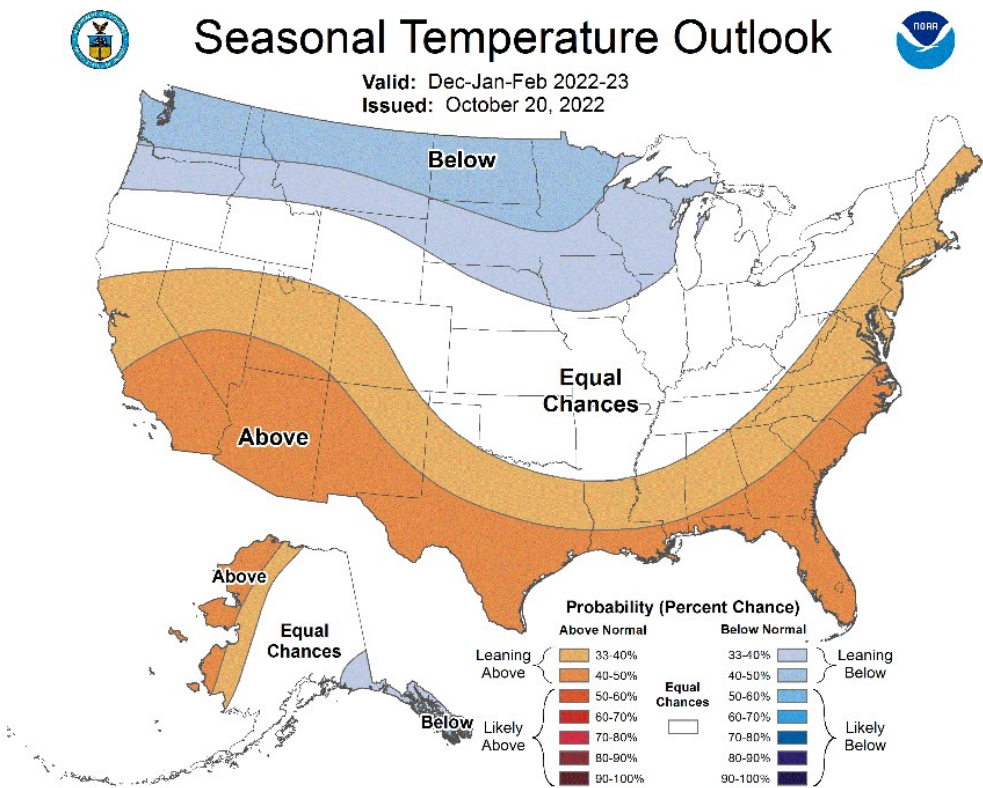 NOAA
Seasonal Temperature Outlook
Valid: Dec-Jan-Feb 2022-23
Issued: October 20, 2022
Below
Equal
Chances
Above
Above
Equal
Chances
Below
Probability (Percent Chance)
Above Normal
Below Normal
Leaning
Above
33-40%
40-50%
50-60%
60-70%
70-80%
80-90%
90-100%
Likely
Above
Equal
Chances
33-40%
40-50%
50-60%
60-70%
70-80%
80-90%
90-100%
Leaning
Below
Likely
Below